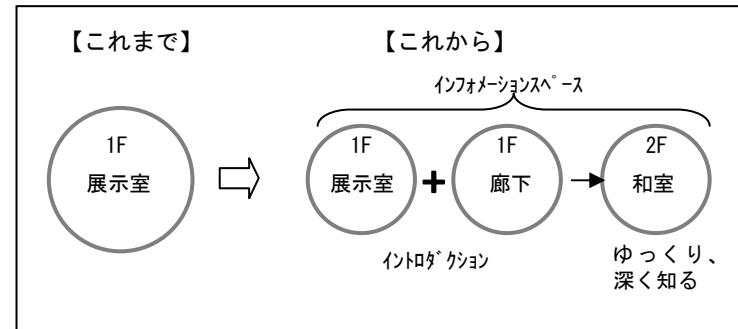 【これまで】
【これから】
ｲﾝﾌｫﾒｰｼｮﾝｽﾍﾟｰｽ
1F
展示室
1F
展示室
+
1F
廊下
2F
和室
ｲﾝﾄﾛﾀﾞｸｼｮﾝ
ゆっくり、
深く知る